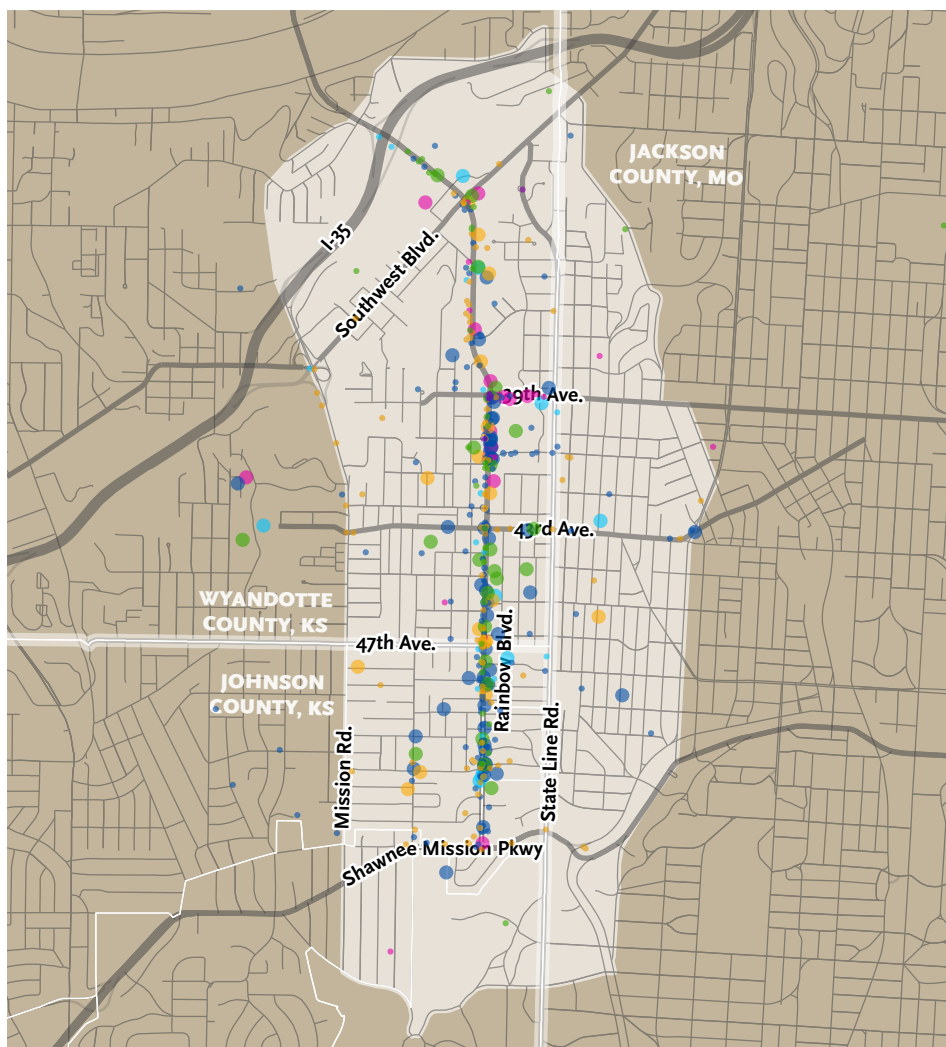 JACKSON
COUNTY, MO
I-35
Southwest Blvd.
39th Ave.
43rd Ave.
WYANDOTTE
COUNTY, KS
47th Ave.
JOHNSON
COUNTY, KS
Rainbow Blvd.
State Line Rd.
Mission Rd.
Shawnee Mission Pkwy